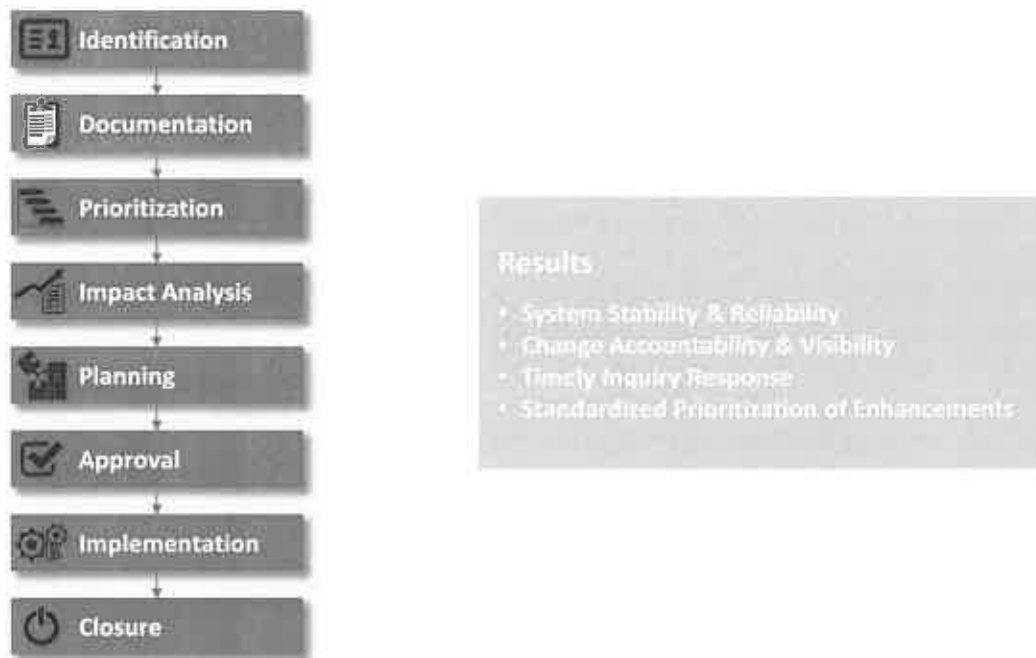 Identification
Documentation
Prioritization
Impact Analysis
Planning
Approval
Implementation
Closure
Results
• System Stability & Reliability
• Change Accountability & Visibility
• Timely Inquiry Response
• Standardized Prioritization of Enhancements